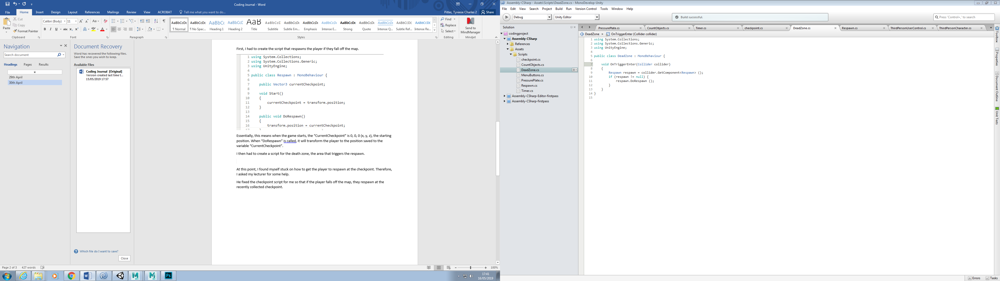 Coding Journal - Word
File Home Insert Design Layout References Mailings Review View ACROBAT Tell me what you want to do... Pitter, Tyreese Charles 2 Share
Paste
Cut
Copy
Format Painter
Clipboard
Calibri (Body) 11
Font
Paragraph
AaBbCcDc AaBbCcDc AaBbCc AaBbCcC AaB AaBbCcC AaBbCcDc AaBbCcDc AaBbCcDc AaBbCcDc AaBbCcDc AaBbCcDc AaBbCcDc AaBbCcDc
¶ Normal ¶ No Spac... Heading 1 Heading 2 Title Subtitle Subtle Em... Emphasis Intense E... Strong Quote Intense Q... Subtle Ref... Intense Re...
Styles
Find
Replace
Select
Editing
Send to
MindManager
Mindjet
Navigation
Search document
Headings Pages Results
29th April
30th April
Document Recovery
Word has recovered the following files.
Save the ones you wish to keep.
Available Files
Coding Journal [Original]
Version created last time t...
15/05/2019 17:57
Which file do I want to save?
Close
First, I had to create the script that respawns the player if they fall off the map.
1 using System.Collections;
2 using System.Collections.Generic;
3 using UnityEngine;
4
5 public class Respawn : MonoBehaviour {
6
7 public Vector3 currentCheckpoint;
8
9 void Start()
10 {
11 currentCheckpoint = transform.position;
12 }
13
14 public void DoRespawn()
15 {
16 transform.position = currentCheckpoint;
17 }
Essentially, this means when the game starts, the “CurrentCheckpoint” is 0, 0, 0 (x, y, z), the starting
position. When “DoRespawn” is called, it will transform the player to the position saved to the
variable “CurrentCheckpoint”.
I then had to create a script for the death zone, the area that triggers the respawn.
At this point, I found myself stuck on how to get the player to respawn at the checkpoint. Therefore,
I asked my lecturer for some help.
He fixed the checkpoint script for me so that if the player falls off the map, they respawn at the
recently collected checkpoint.
Page 2 of 3 427 words 100%
17:41
16/05/2019
Assembly-CSharp - Assets\Scripts\DeadZone.cs - MonoDevelop-Unity
File Edit View Search Project Build Run Version Control Tools Window Help
Debug Unity Editor Build successful. Press 'Control+,' to search
Solution
codingproject
Assembly-CSharp
References
Assets
Scripts
checkpoint.cs
CountObjects.cs
DeadZone.cs
MenuButtons.cs
PressurePlate.cs
Respawn.cs
Timer.cs
Assembly-CSharp-Editor-firstpass
Assembly-CSharp-firstpass
PressurePlate.cs CountObjects.cs Timer.cs checkpoint.cs DeadZone.cs Respawn.cs ThirdPersonUserControl.cs ThirdPersonCharacter.cs
DeadZone OnTriggerEnter (Collider collider)
1 using System.Collections;
2 using System.Collections.Generic;
3 using UnityEngine;
4
5 public class DeadZone : MonoBehaviour {
6
7 void OnTriggerEnter(Collider collider)
8 {
9 Respawn respawn = collider.GetComponent<Respawn> ();
10 if (respawn != null) {
11 respawn.DoRespawn ();
12 }
13 }
14 }
15
Toolbox
Properties
Document Outline
Unit Tests
Errors Tasks